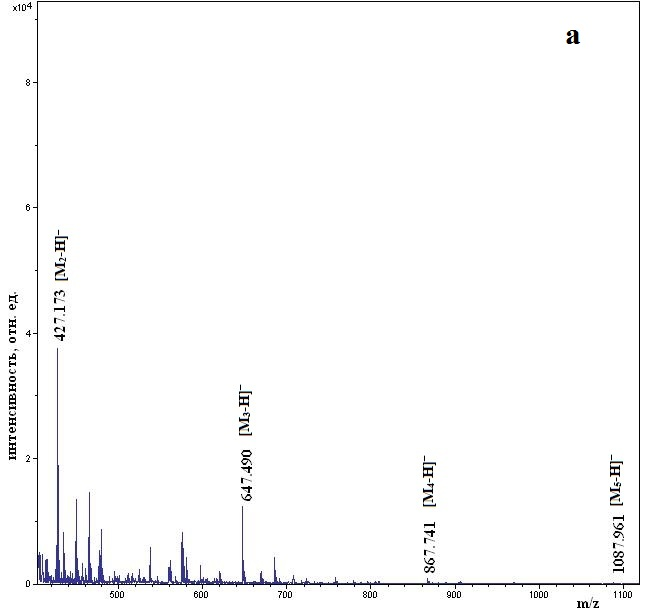 x10⁴
a
8
6
4
2
0
интенсивность, отн. ед.
427.173 [M₂-H]⁻
647.490 [M₃-H]⁻
867.741 [M₄-H]⁻
1087.961 [M₅-H]⁻
500 600 700 800 900 1000 1100
m/z